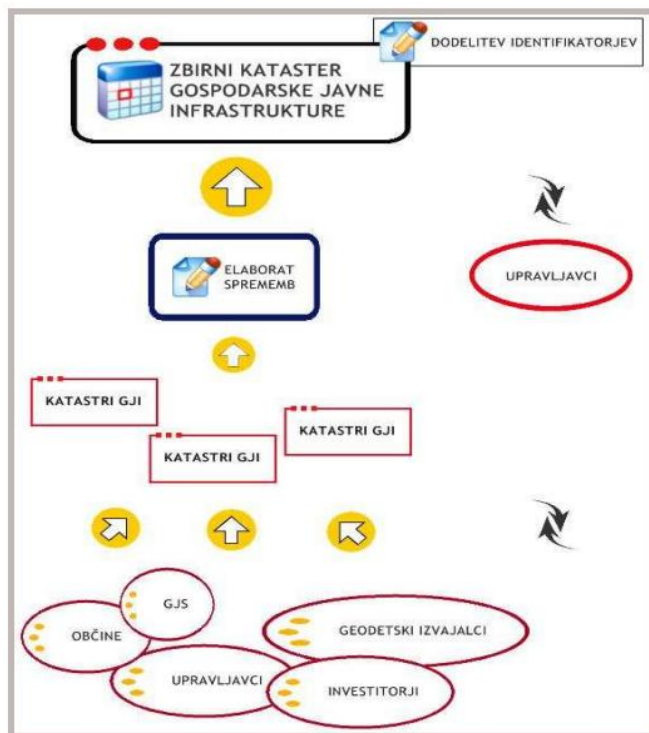 DODELITEV IDENTIFIKATORJEV
ZBIRNI KATASTER
GOSPODARSKE JAVNE
INFRASTRUKTURE
ELABORAT
SPREMEMB
UPRAVLJAVCI
KATASTRI GJI
KATASTRI GJI
KATASTRI GJI
GJS
OBČINE
GEODETSKI IZVAJALCI
UPRAVLJAVCI
INVESTITORJI